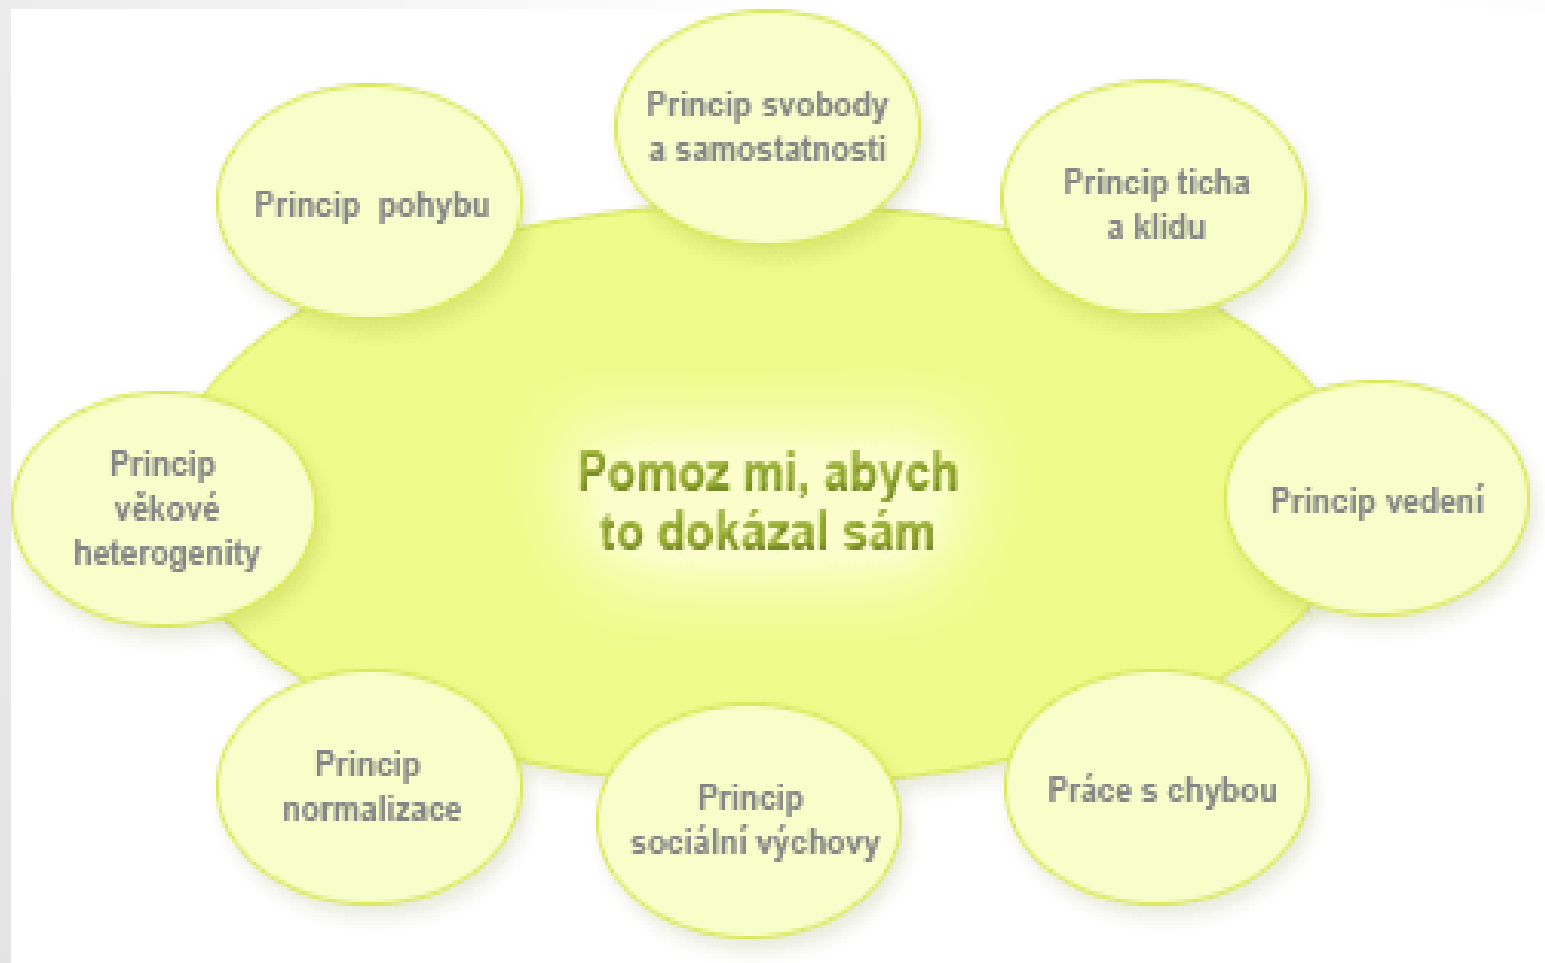 Princip svobody
a samostatnosti
Princip pohybu
Princip ticha
a klidu
Princip
věkové
heterogenity
Pomoz mi, abych
to dokázal sám
Princip vedení
Princip
normalizace
Princip
sociální výchovy
Práce s chybou